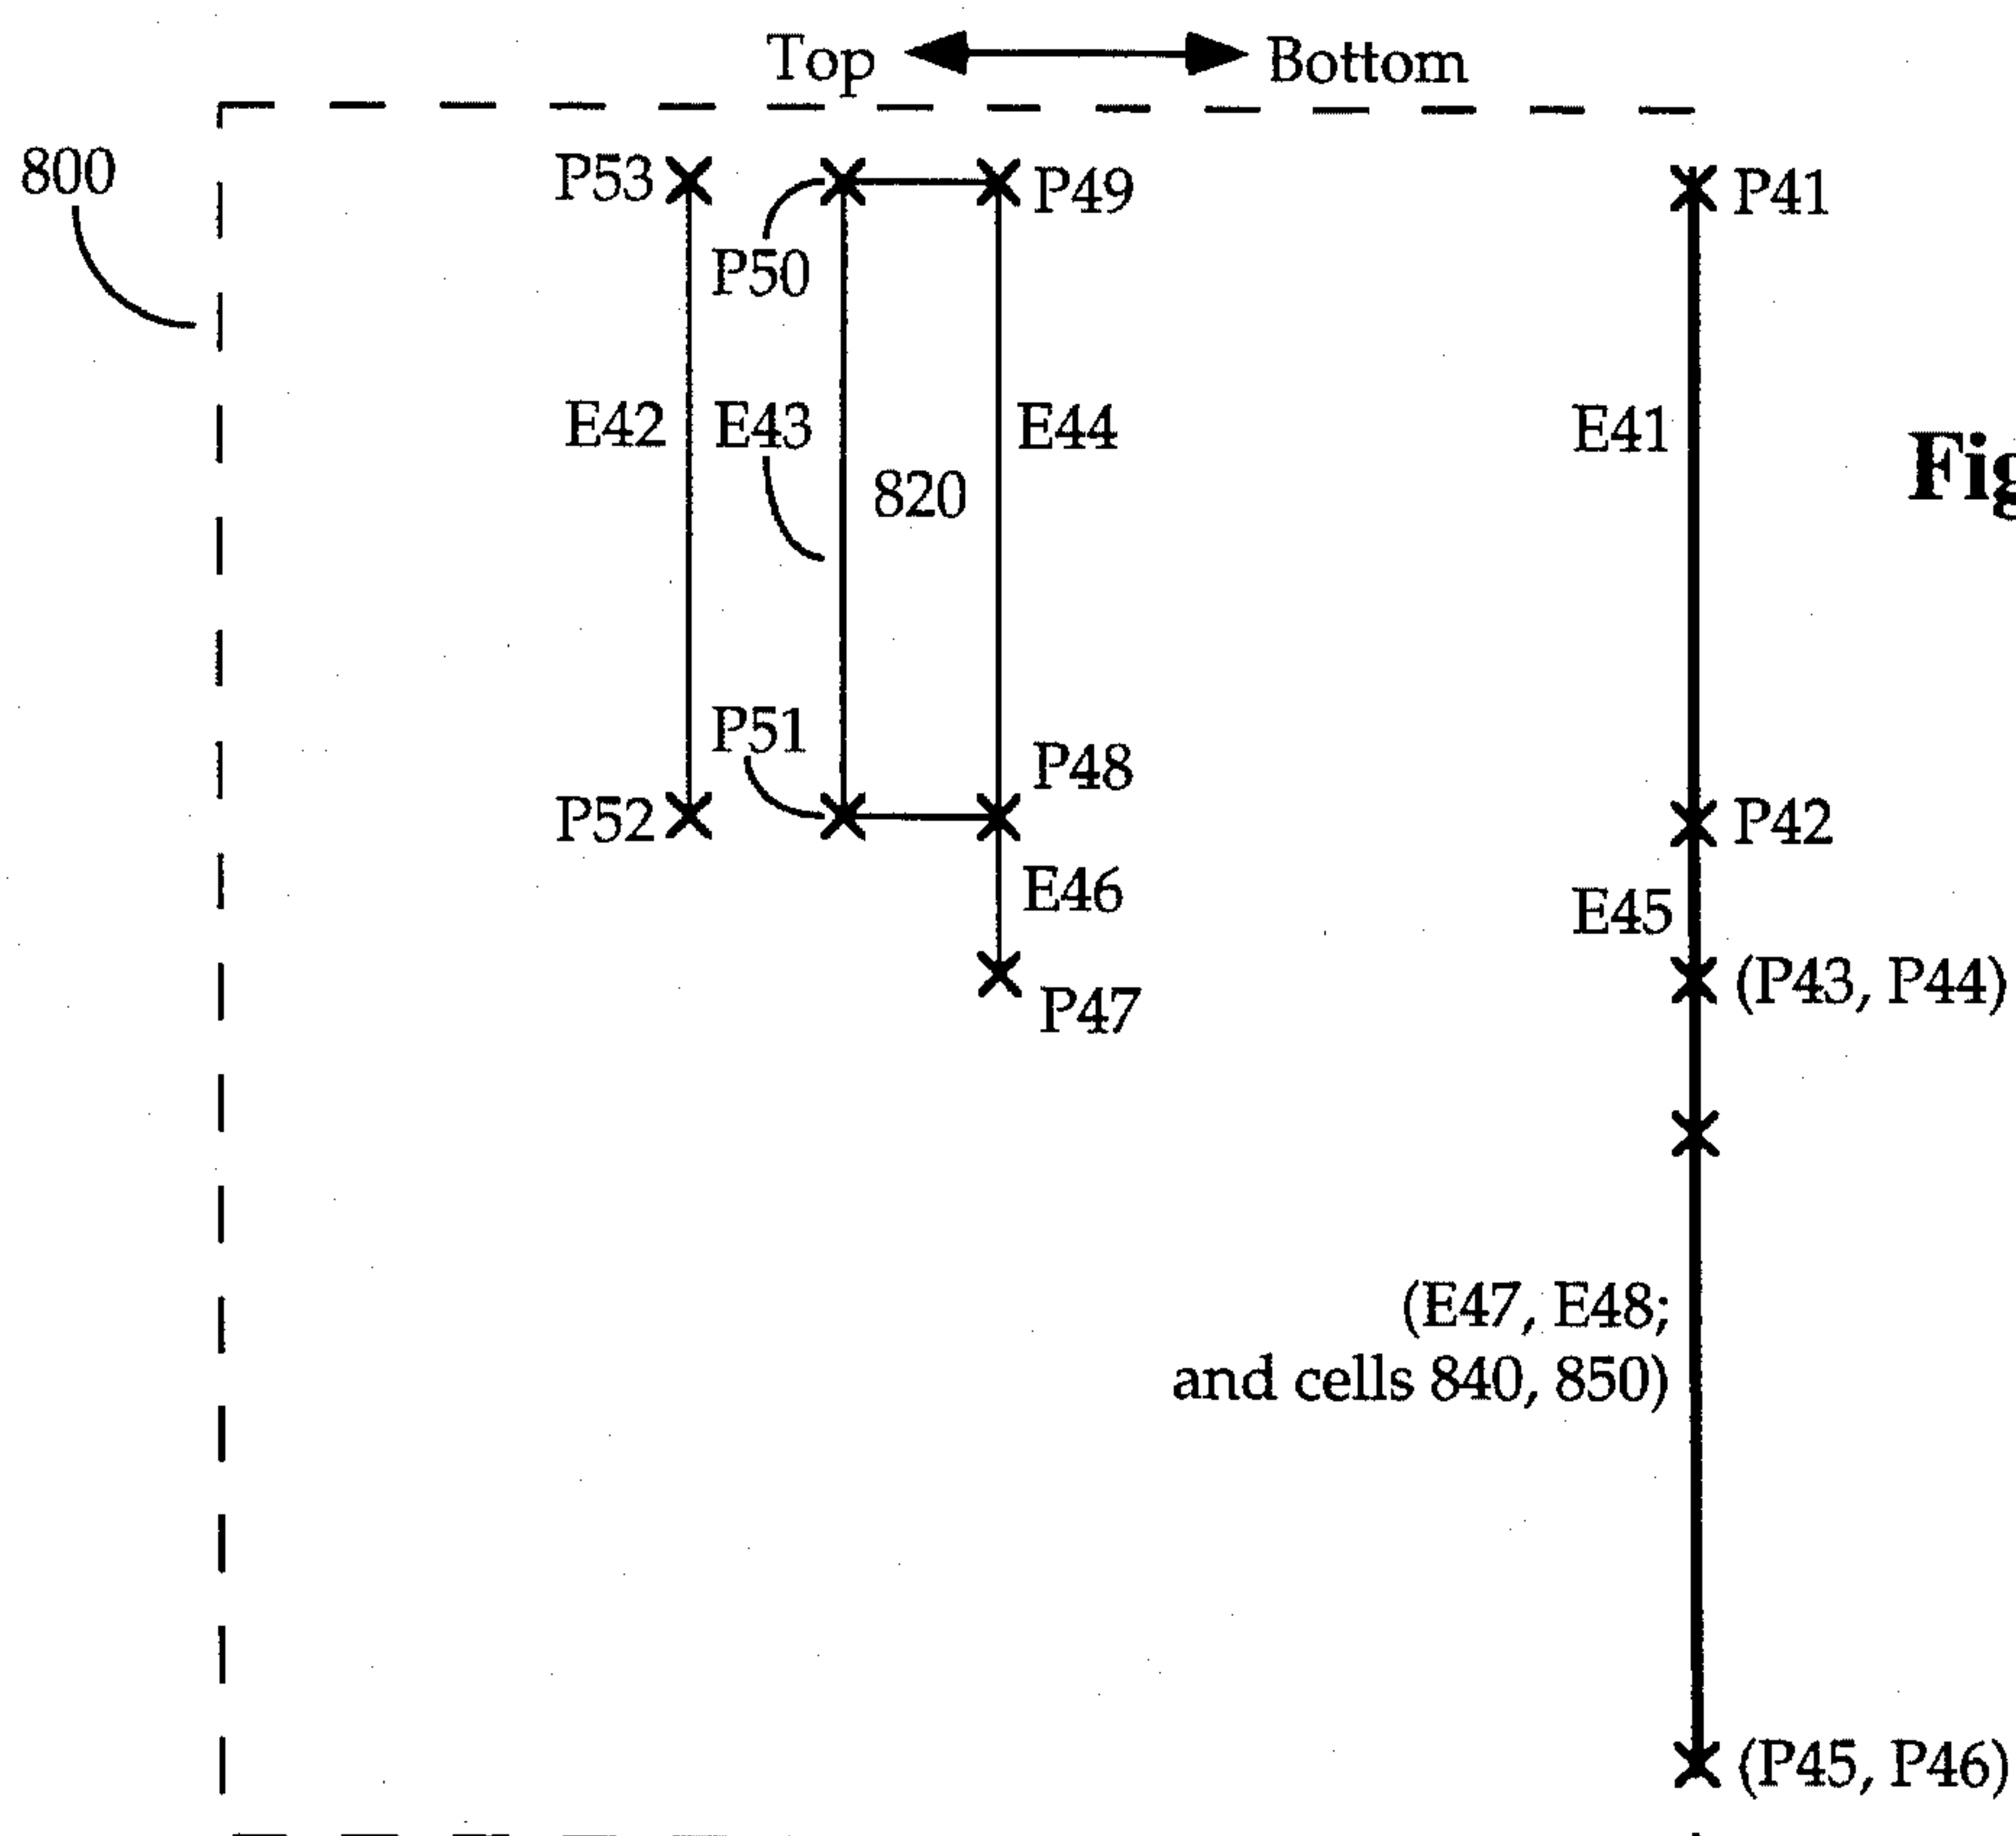 Top Bottom
800
P53
P49
P41
P50
E42
E43
E44
E41
820
Fig
P51
P48
P52
P42
E46
E45
(P43, P44)
P47
(E47, E48;
and cells 840, 850)
(P45, P46)